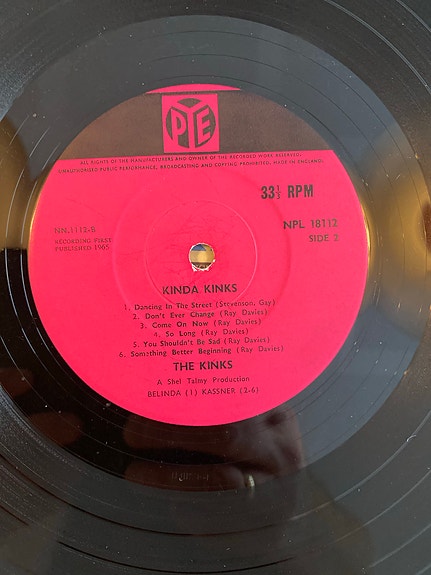 PYE
ALL RIGHTS OF THE MANUFACTURERS AND OWNER OF THE RECORDED WORK RESERVED.
UNAUTHORISED PUBLIC PERFORMANCE, BROADCASTING AND COPYING PROHIBITED. MADE IN ENGLAND.
33⅓ RPM
NN.1112-B
RECORDING FIRST
PUBLISHED 1965
NPL 18112
SIDE 2
KINDA KINKS
1. Dancing In The Street (Stevenson, Gay)
2. Don't Ever Change (Ray Davies)
3. Come On Now (Ray Davies)
4. So Long (Ray Davies)
5. You Shouldn't Be Sad (Ray Davies)
6. Something Better Beginning (Ray Davies)
THE KINKS
A Shel Talmy Production
BELINDA (1) KASSNER (2-6)